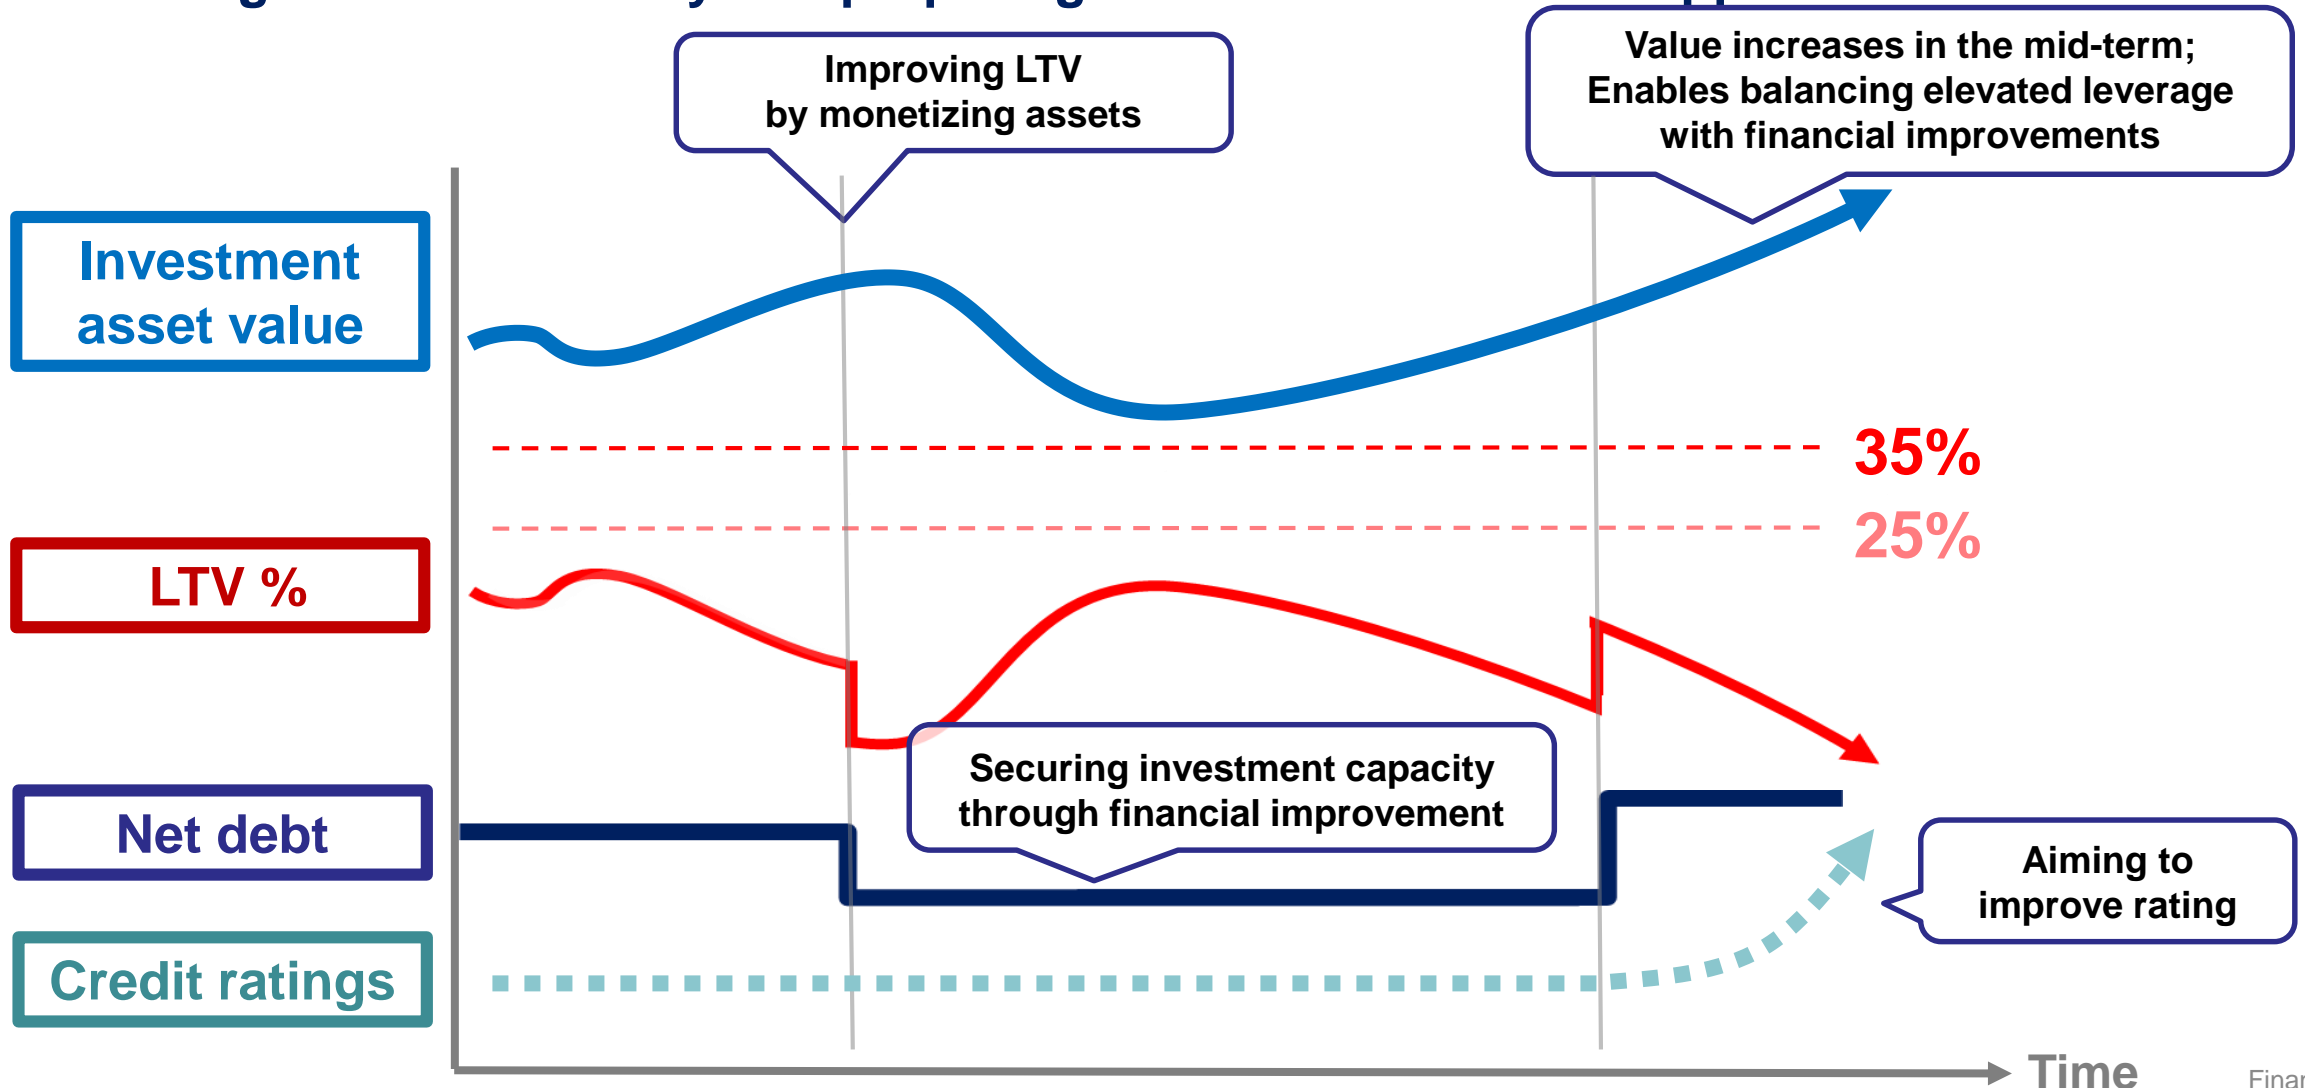 Improving LTV
by monetizing assets
Value increases in the mid-term;
Enables balancing elevated leverage
with financial improvements
Investment
asset value
35%
25%
LTV %
Securing investment capacity
through financial improvement
Net debt
Aiming to
improve rating
Credit ratings
Time